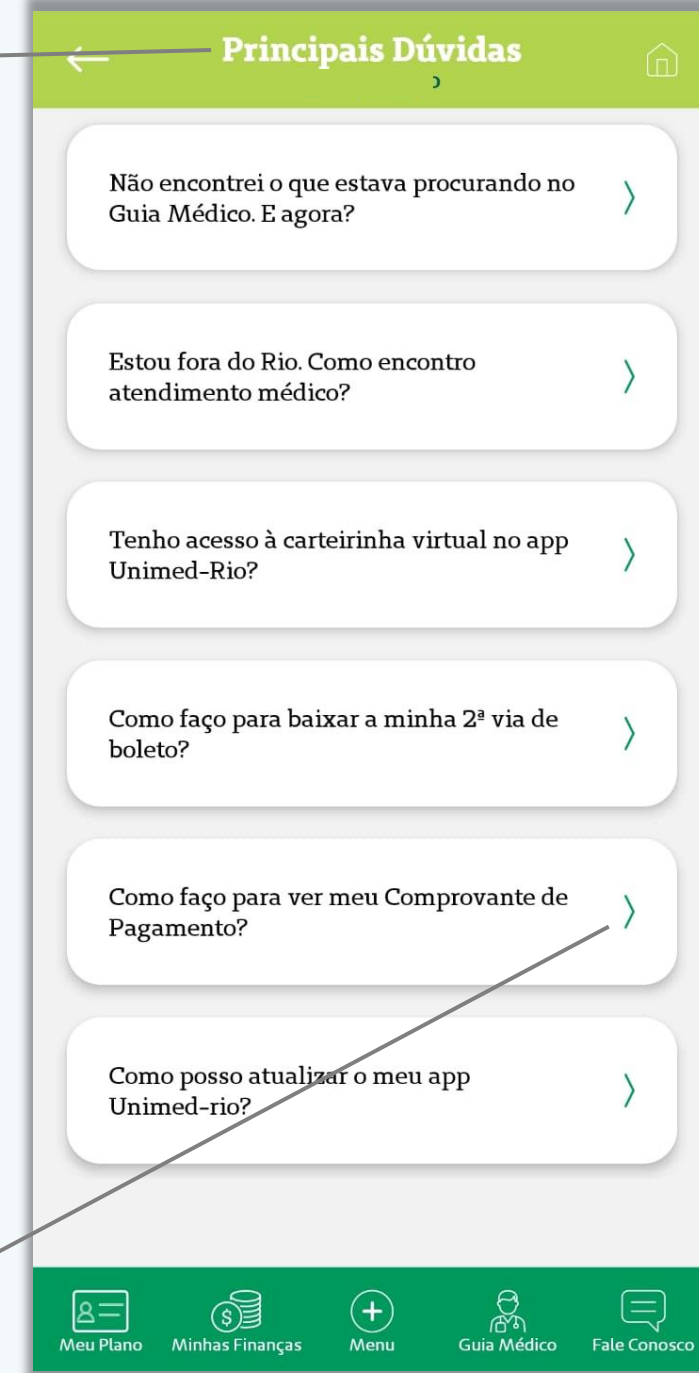 Principais Dúvidas
Não encontrei o que estava procurando no
Guia Médico. E agora?
Estou fora do Rio. Como encontro
atendimento médico?
Tenho acesso à carteirinha virtual no app
Unimed-Rio?
Como faço para baixar a minha 2ª via de
boleto?
Como faço para ver meu Comprovante de
Pagamento?
Como posso atualizar o meu app
Unimed-rio?
Meu Plano
Minhas Finanças
Menu
Guia Médico
Fale Conosco